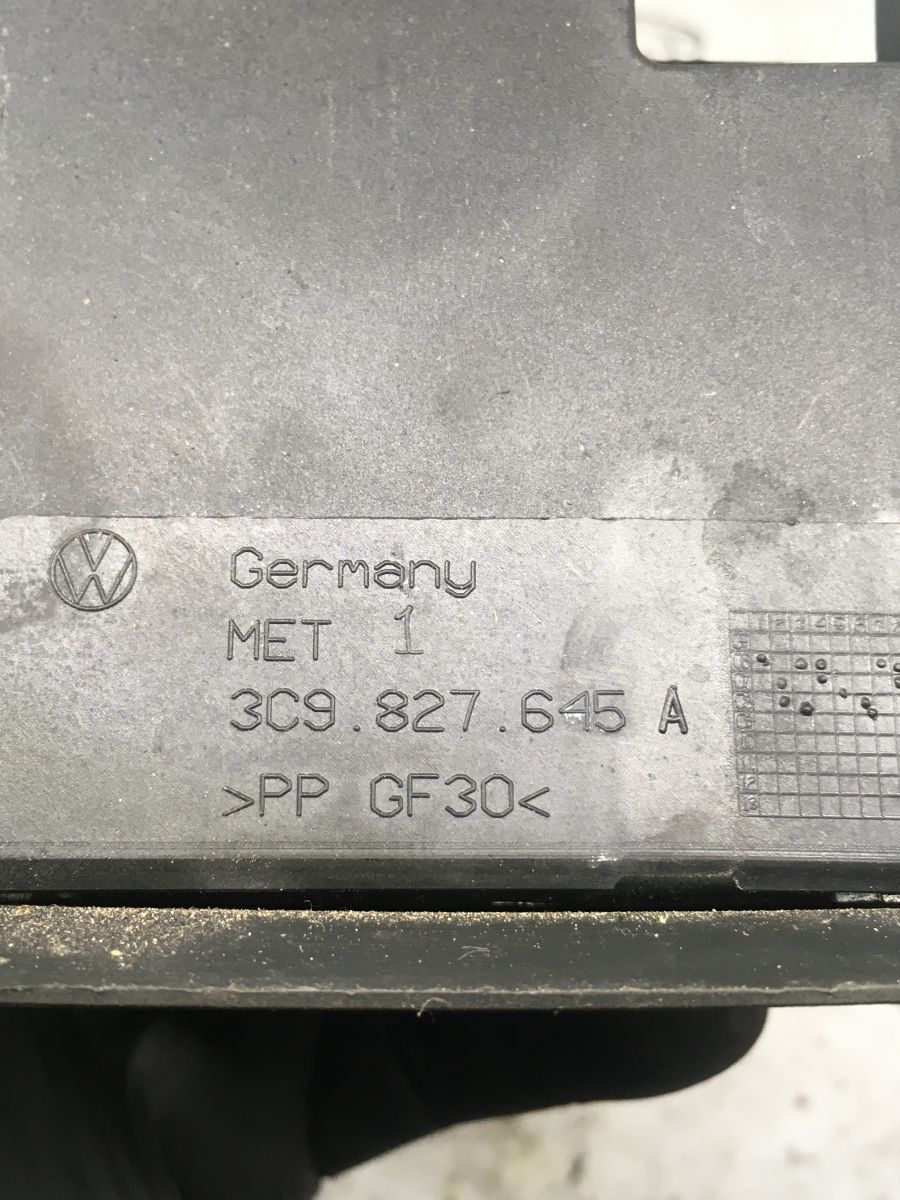 Germany
MET 1
3C9.827.645 A
>PP GF30<